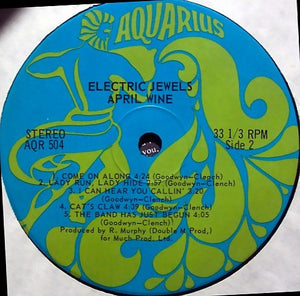 AQUARIUS
ELECTRIC JEWELS
APRIL WINE
STEREO
AQR 504
33 1/3 RPM
Side 2
you.
1. COME ON ALONG 4:24 (Goodwyn-Clench)
2. LADY RUN, LADY HIDE 2:57 (Goodwyn-Clench)
3. I CAN HEAR YOU CALLIN' 3:20
(Goodwyn-Clench)
4. CAT'S CLAW 4:39 (Goodwyn-Clench)
5. THE BAND HAS JUST BEGUN 4:05
(Goodwyn-Clench)
Produced by R. Murphy (Double M Prod.,)
for Much Prod. Ltd.